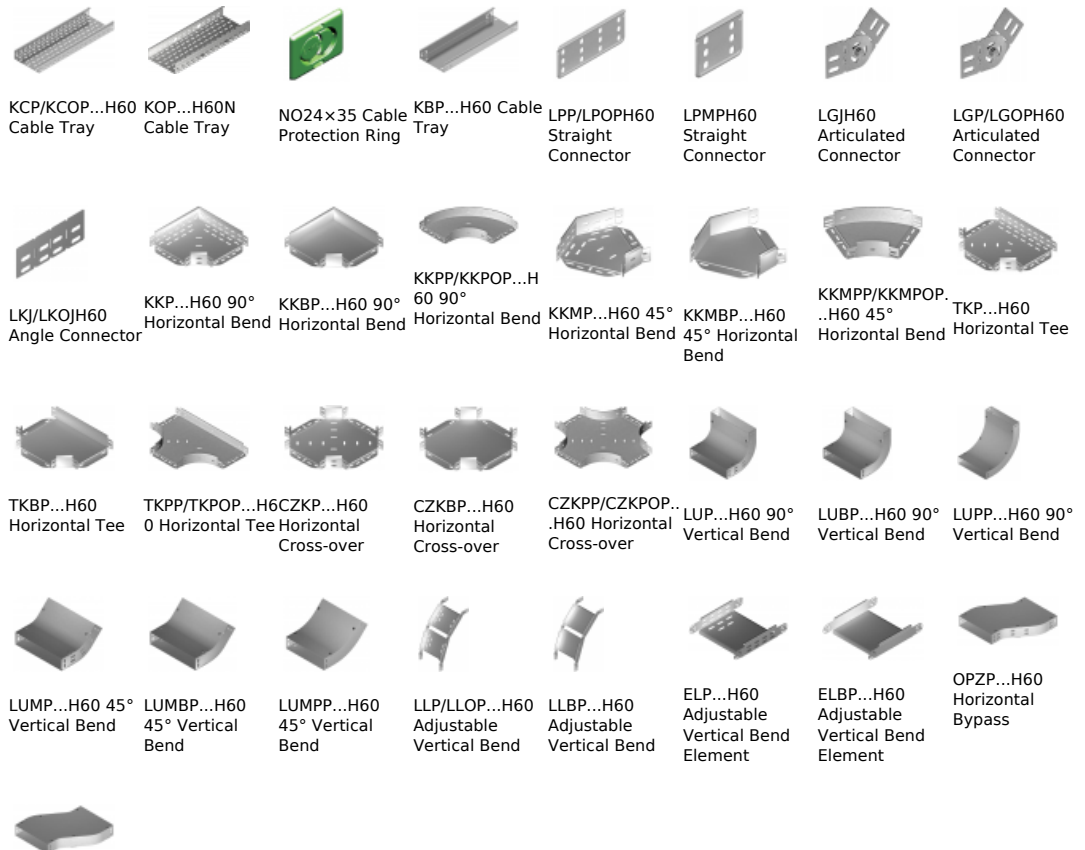 KCP/KCOP...H60
Cable Tray
KOP...H60N
Cable Tray
NO24×35 Cable
Protection Ring
KBP...H60 Cable
Tray
LPP/LPOPH60
Straight
Connector
LPMPH60
Straight
Connector
LGJH60
Articulated
Connector
LGP/LGOPH60
Articulated
Connector
LKJ/LKOJH60
Angle Connector
KKP...H60 90°
Horizontal Bend
KKBP...H60 90°
Horizontal Bend
KKPP/KKPOP...H
60 90°
Horizontal Bend
KKMP...H60 45°
Horizontal Bend
KKMBP...H60
45° Horizontal
Bend
KKMPP/KKMPOP.
..H60 45°
Horizontal Bend
TKP...H60
Horizontal Tee
TKBP...H60
Horizontal Tee
TKPP/TKPOP...H6
0 Horizontal Tee
CZKP...H60
Horizontal
Cross-over
CZKBP...H60
Horizontal
Cross-over
CZKPP/CZKPOP..
.H60 Horizontal
Cross-over
LUP...H60 90°
Vertical Bend
LUBP...H60 90°
Vertical Bend
LUPP...H60 90°
Vertical Bend
LUMP...H60 45°
Vertical Bend
LUMBP...H60
45° Vertical
Bend
LUMPP...H60
45° Vertical
Bend
LLP/LLOP...H60
Adjustable
Vertical Bend
LLBP...H60
Adjustable
Vertical Bend
ELP...H60
Adjustable
Vertical Bend
Element
ELBP...H60
Adjustable
Vertical Bend
Element
OPZP...H60
Horizontal
Bypass